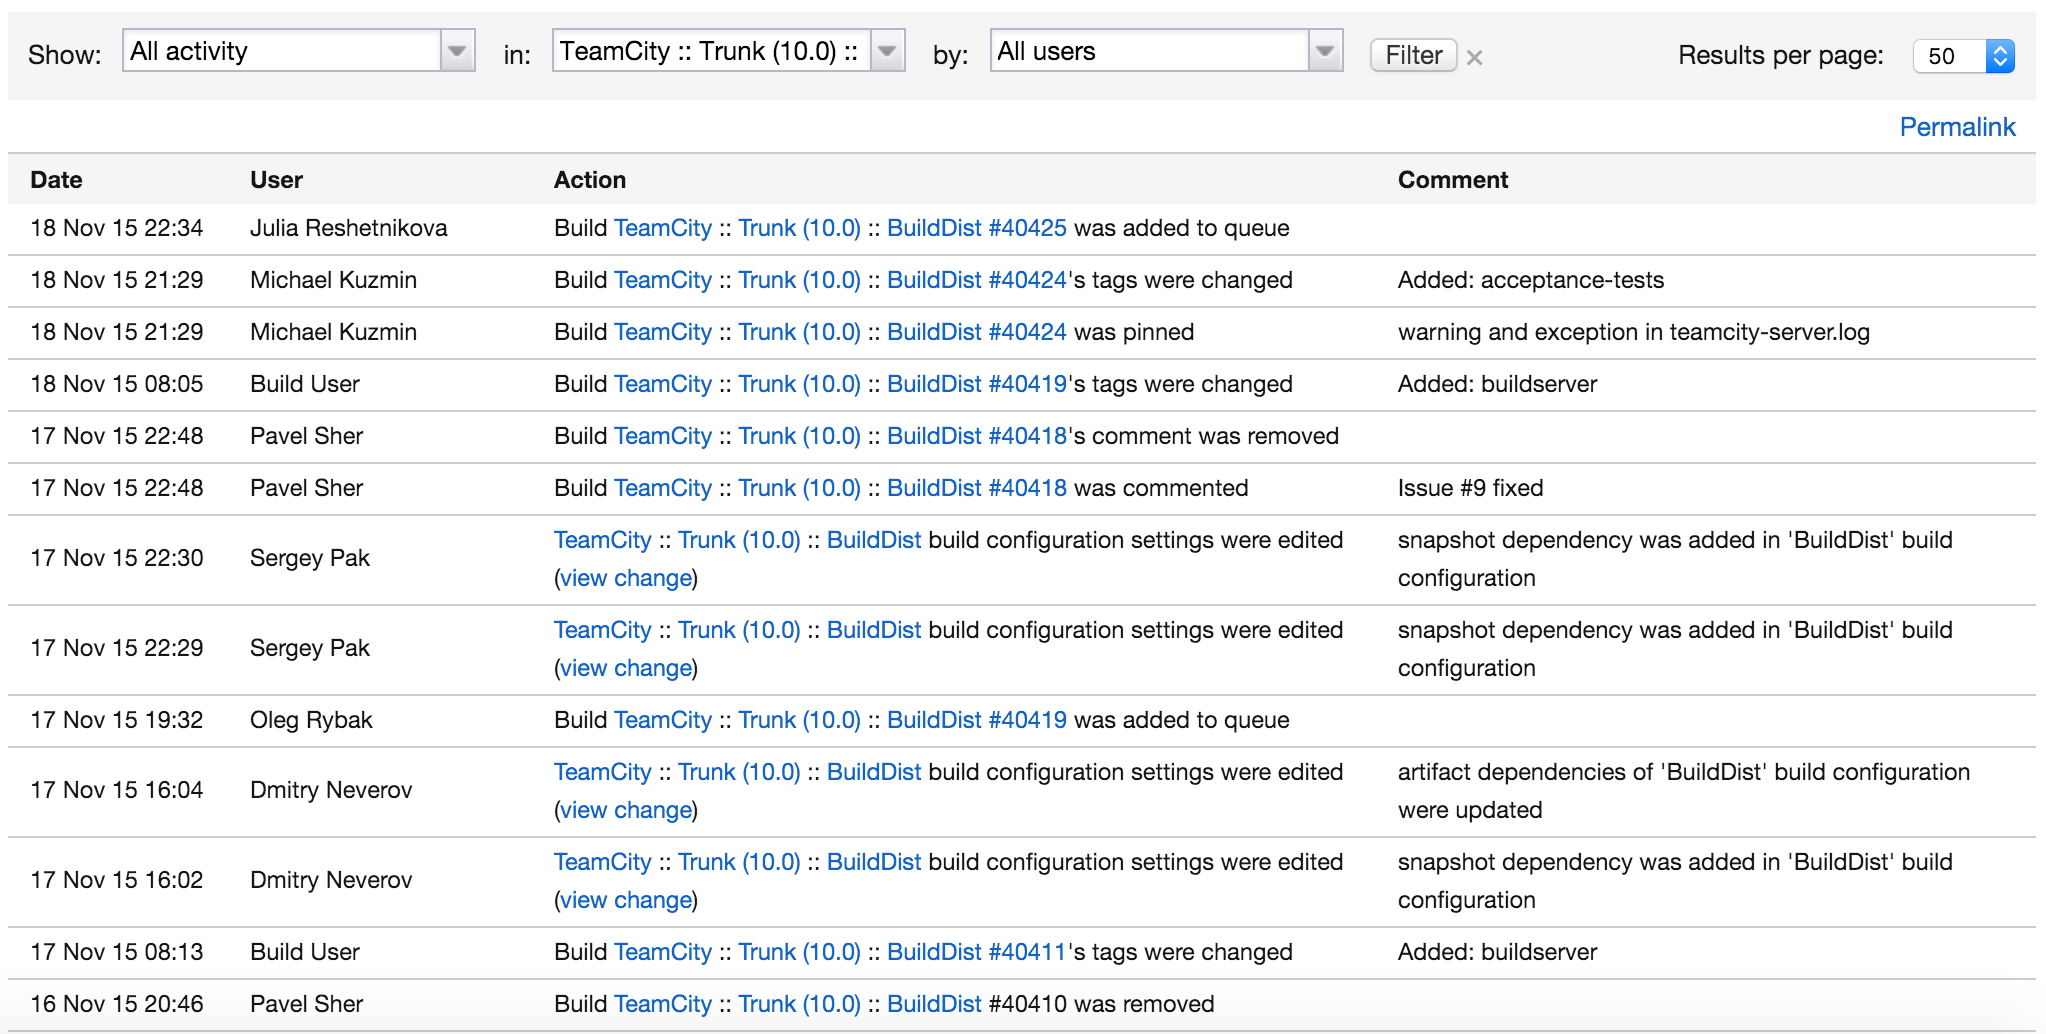 Show: All activity in: TeamCity :: Trunk (10.0) :: by: All users Filter × Results per page: 50
Permalink
Date User Action Comment
18 Nov 15 22:34 Julia Reshetnikova Build TeamCity :: Trunk (10.0) :: BuildDist #40425 was added to queue
18 Nov 15 21:29 Michael Kuzmin Build TeamCity :: Trunk (10.0) :: BuildDist #40424's tags were changed Added: acceptance-tests
18 Nov 15 21:29 Michael Kuzmin Build TeamCity :: Trunk (10.0) :: BuildDist #40424 was pinned warning and exception in teamcity-server.log
18 Nov 15 08:05 Build User Build TeamCity :: Trunk (10.0) :: BuildDist #40419's tags were changed Added: buildserver
17 Nov 15 22:48 Pavel Sher Build TeamCity :: Trunk (10.0) :: BuildDist #40418's comment was removed
17 Nov 15 22:48 Pavel Sher Build TeamCity :: Trunk (10.0) :: BuildDist #40418 was commented Issue #9 fixed
17 Nov 15 22:30 Sergey Pak TeamCity :: Trunk (10.0) :: BuildDist build configuration settings were edited snapshot dependency was added in 'BuildDist' build
(view change) configuration
17 Nov 15 22:29 Sergey Pak TeamCity :: Trunk (10.0) :: BuildDist build configuration settings were edited snapshot dependency was added in 'BuildDist' build
(view change) configuration
17 Nov 15 19:32 Oleg Rybak Build TeamCity :: Trunk (10.0) :: BuildDist #40419 was added to queue
17 Nov 15 16:04 Dmitry Neverov TeamCity :: Trunk (10.0) :: BuildDist build configuration settings were edited artifact dependencies of 'BuildDist' build configuration
(view change) were updated
17 Nov 15 16:02 Dmitry Neverov TeamCity :: Trunk (10.0) :: BuildDist build configuration settings were edited snapshot dependency was added in 'BuildDist' build
(view change) configuration
17 Nov 15 08:13 Build User Build TeamCity :: Trunk (10.0) :: BuildDist #40411's tags were changed Added: buildserver
16 Nov 15 20:46 Pavel Sher Build TeamCity :: Trunk (10.0) :: BuildDist #40410 was removed